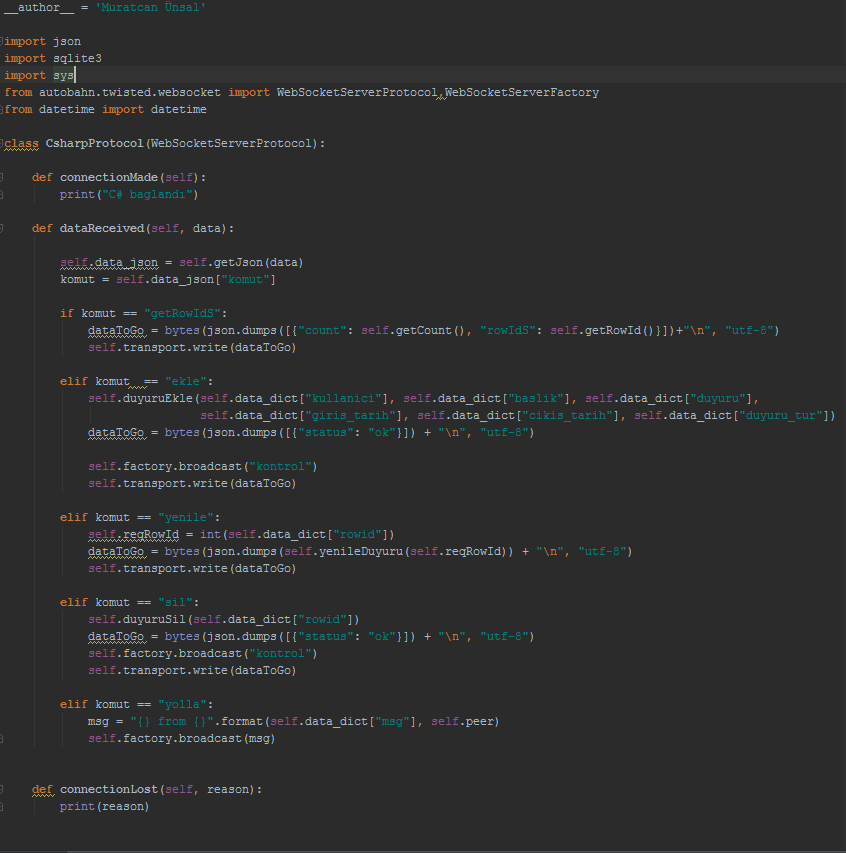 __author__ = 'Muratcan Ünsal'
import json
import sqlite3
import sys
from autobahn.twisted.websocket import WebSocketServerProtocol,WebSocketServerFactory
from datetime import datetime
class CsharpProtocol(WebSocketServerProtocol):
def connectionMade(self):
print("C# baglandi")
def dataReceived(self, data):
self.data_json = self.getJson(data)
komut = self.data_json["komut"]
if komut == "getRowIdS":
dataToGo = bytes(json.dumps([{"count": self.getCount(), "rowIdS": self.getRowId()}])+"\n", "utf-8")
self.transport.write(dataToGo)
elif komut  == "ekle":
self.duyuruEkle(self.data_dict["kullanici"], self.data_dict["baslik"], self.data_dict["duyuru"],
self.data_dict["giris_tarih"], self.data_dict["cikis_tarih"], self.data_dict["duyuru_tur"])
dataToGo = bytes(json.dumps([{"status": "ok"}]) + "\n", "utf-8")
self.factory.broadcast("kontrol")
self.transport.write(dataToGo)
elif komut == "yenile":
self.reqRowId = int(self.data_dict["rowid"])
dataToGo = bytes(json.dumps(self.yenileDuyuru(self.reqRowId)) + "\n", "utf-8")
self.transport.write(dataToGo)
elif komut == "sil":
self.duyuruSil(self.data_dict["rowid"])
dataToGo = bytes(json.dumps([{"status": "ok"}]) + "\n", "utf-8")
self.factory.broadcast("kontrol")
self.transport.write(dataToGo)
elif komut == "yolla":
msg = "{} from {}".format(self.data_dict["msg"], self.peer)
self.factory.broadcast(msg)
def connectionLost(self, reason):
print(reason)